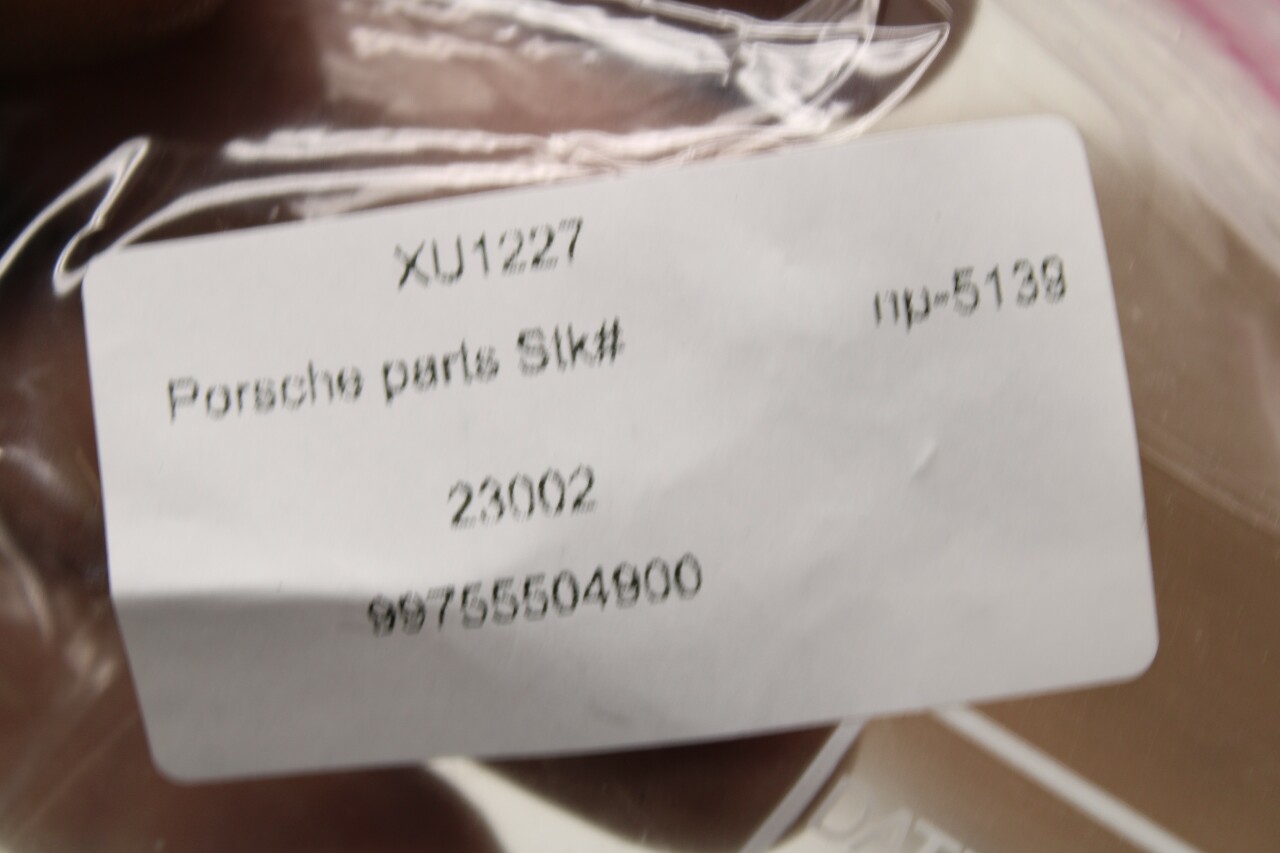 XU1227
np-5139
Porsche parts Stk#
23002
99755504900